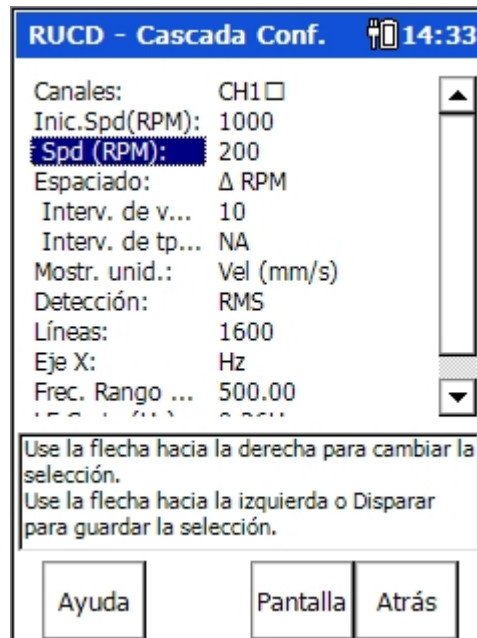 RUCD - Cascada Conf. 14:33
Canales: CH1
Inic.Spd(RPM): 1000
Spd (RPM): 200
Espaciado: Δ RPM
Interv. de v... 10
Interv. de tp... NA
Mostr. unid.: Vel (mm/s)
Detección: RMS
Líneas: 1600
Eje X: Hz
Frec. Rango ... 500.00
Use la flecha hacia la derecha para cambiar la
selección.
Use la flecha hacia la izquierda o Disparar
para guardar la selección.
Ayuda Pantalla Atrás